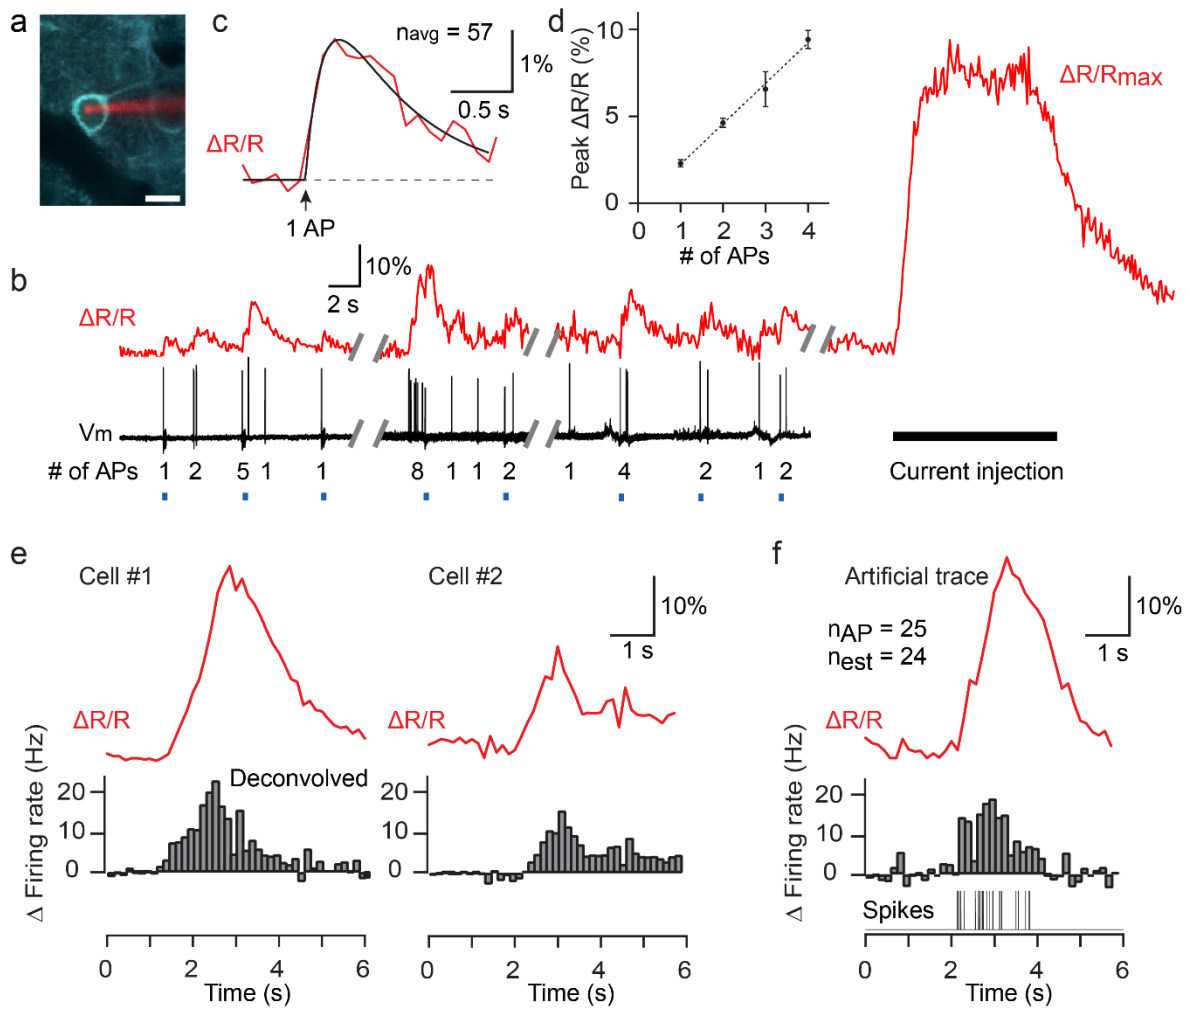 a
c
navg = 57
1%
0.5 s
ΔR/R
1 AP
d
Peak ΔR/R (%)
10
5
0
0 1 2 3 4
# of APs
ΔR/Rmax
b
10%
2 s
ΔR/R
Vm
# of APs 1 2 5 1 1 8 1 1 2 1 4 2 1 2
Current injection
e
Cell #1
ΔR/R
Cell #2
10%
1 s
ΔR/R
Δ Firing rate (Hz)
Deconvolved
20
10
0
20
10
0
0 2 4 6
Time (s)
0 2 4 6
Time (s)
f
Artificial trace
nAP = 25
nest = 24
10%
1 s
ΔR/R
Δ Firing rate (Hz)
20
10
0
Spikes
0 2 4 6
Time (s)